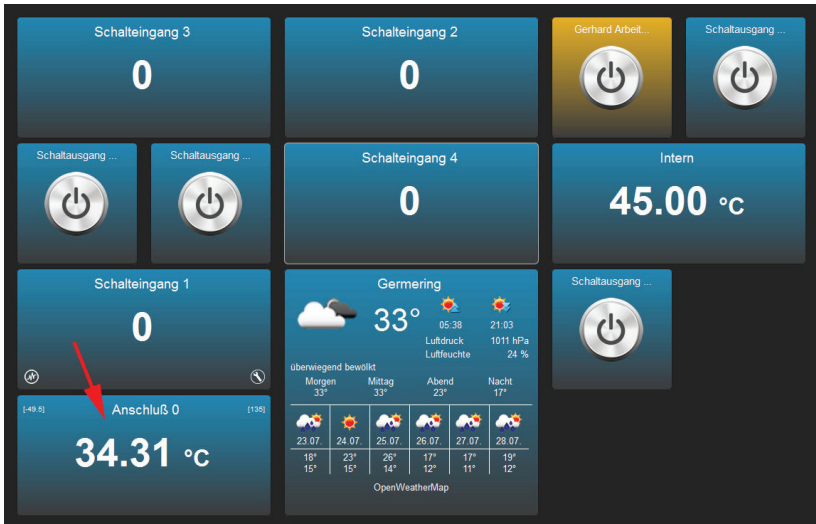 Schalteingang 3
0
Schalteingang 2
0
Gerhard Arbeit...
Schaltausgang ...
Schaltausgang ...
Schaltausgang ...
Schalteingang 4
0
Intern
45.00 °C
Schalteingang 1
0
Germering
33°
05:38 21:03
Luftdruck 1011 hPa
Luftfeuchte 24 %
überwiegend bewölkt
Morgen Mittag Abend Nacht
33° 33° 23° 17°
23.07. 24.07. 25.07. 26.07. 27.07. 28.07.
18° 23° 26° 17° 17° 19°
15° 15° 14° 12° 11° 12°
OpenWeatherMap
Schaltausgang ...
[-49.5] Anschluß 0 [135]
34.31 °C